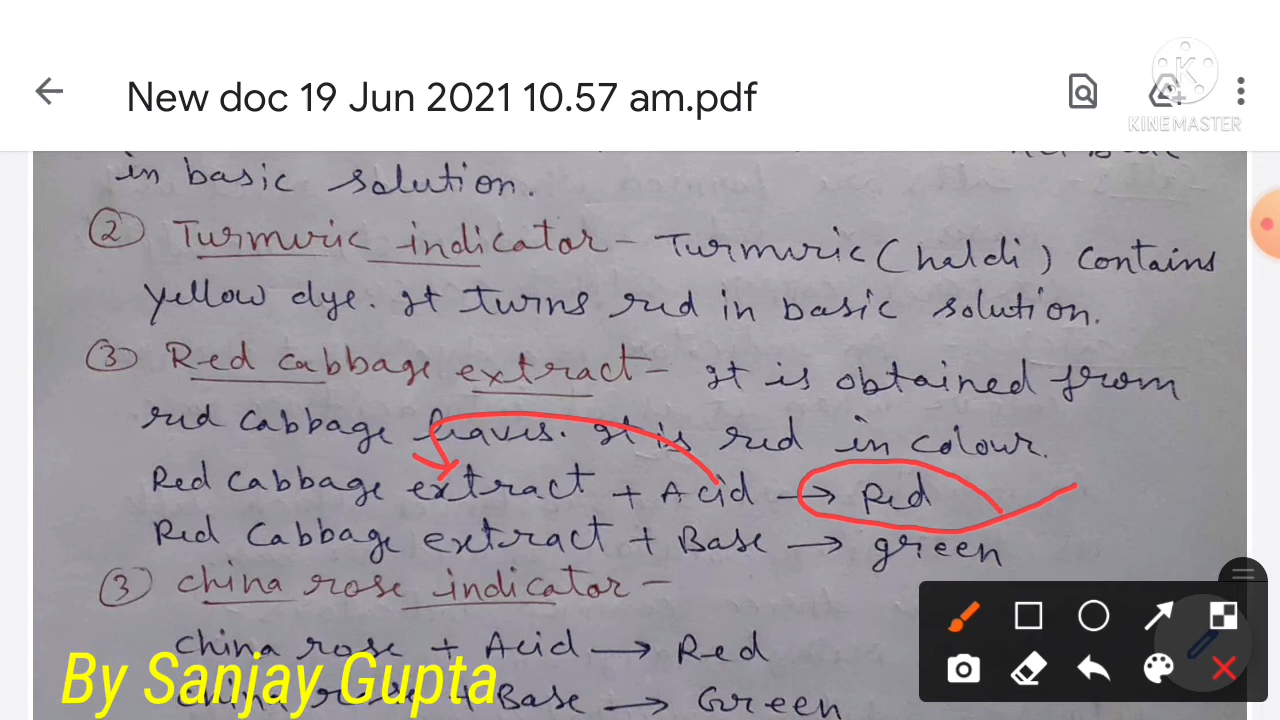 New doc 19 Jun 2021 10.57 am.pdf
KINEMASTER
in basic solution.
② Turmuric indicator - Turmuric (haldi) contains
yellow dye. It turns red in basic solution.
③ Red cabbage extract - It is obtained from
red cabbage leaves. It is red in colour.
Red cabbage extract + Acid → Red
Red Cabbage extract + Base → green
③ china rose indicator -
china rose + Acid → Red
china rose + Base → Green
By Sanjay Gupta